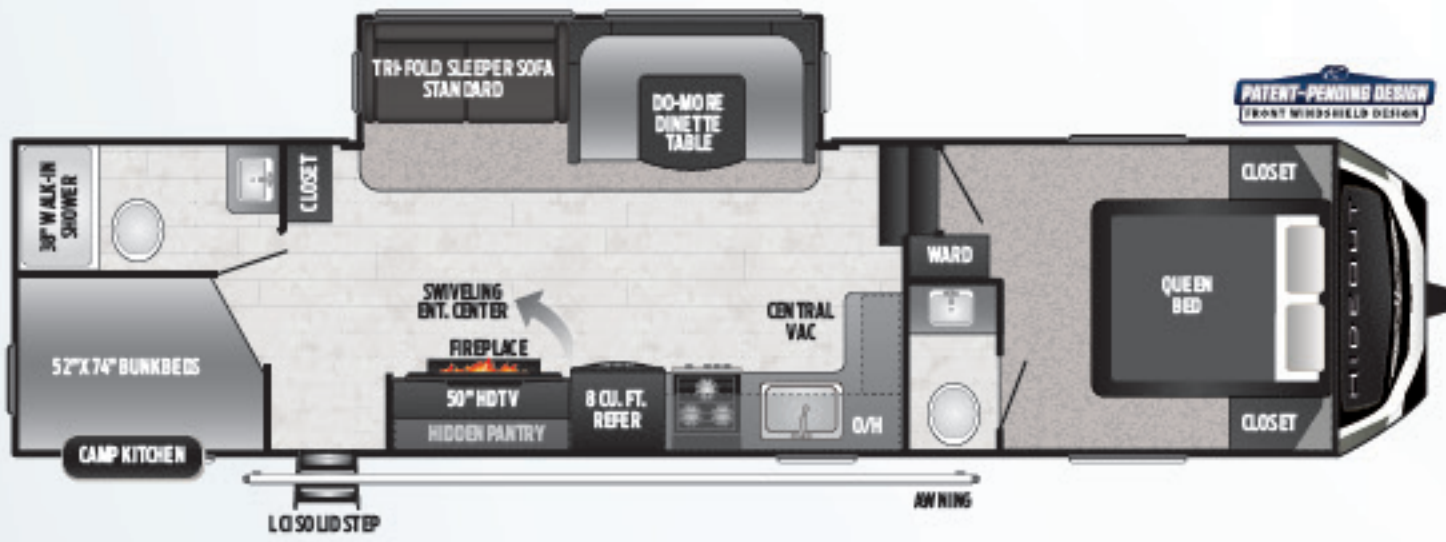 TRI-FOLD SLEEPER SOFA
STANDARD
DO-MORE
DINETTE
TABLE
PATENT-PENDING DESIGN
FRONT WINDSHIELD DESIGN
38" WALK-IN
SHOWER
CLOSET
CLOSET
WARD
QUEEN
BED
HIDEOUT
SWIVELING
ENT. CENTER
CENTRAL
VAC
FIREPLACE
52"X 74" BUNKBEDS
50" HDTV
8 CU. FT.
REFER
HIDDEN PANTRY
O/H
CLOSET
CAMP KITCHEN
AWNING
LCI SOLID STEP